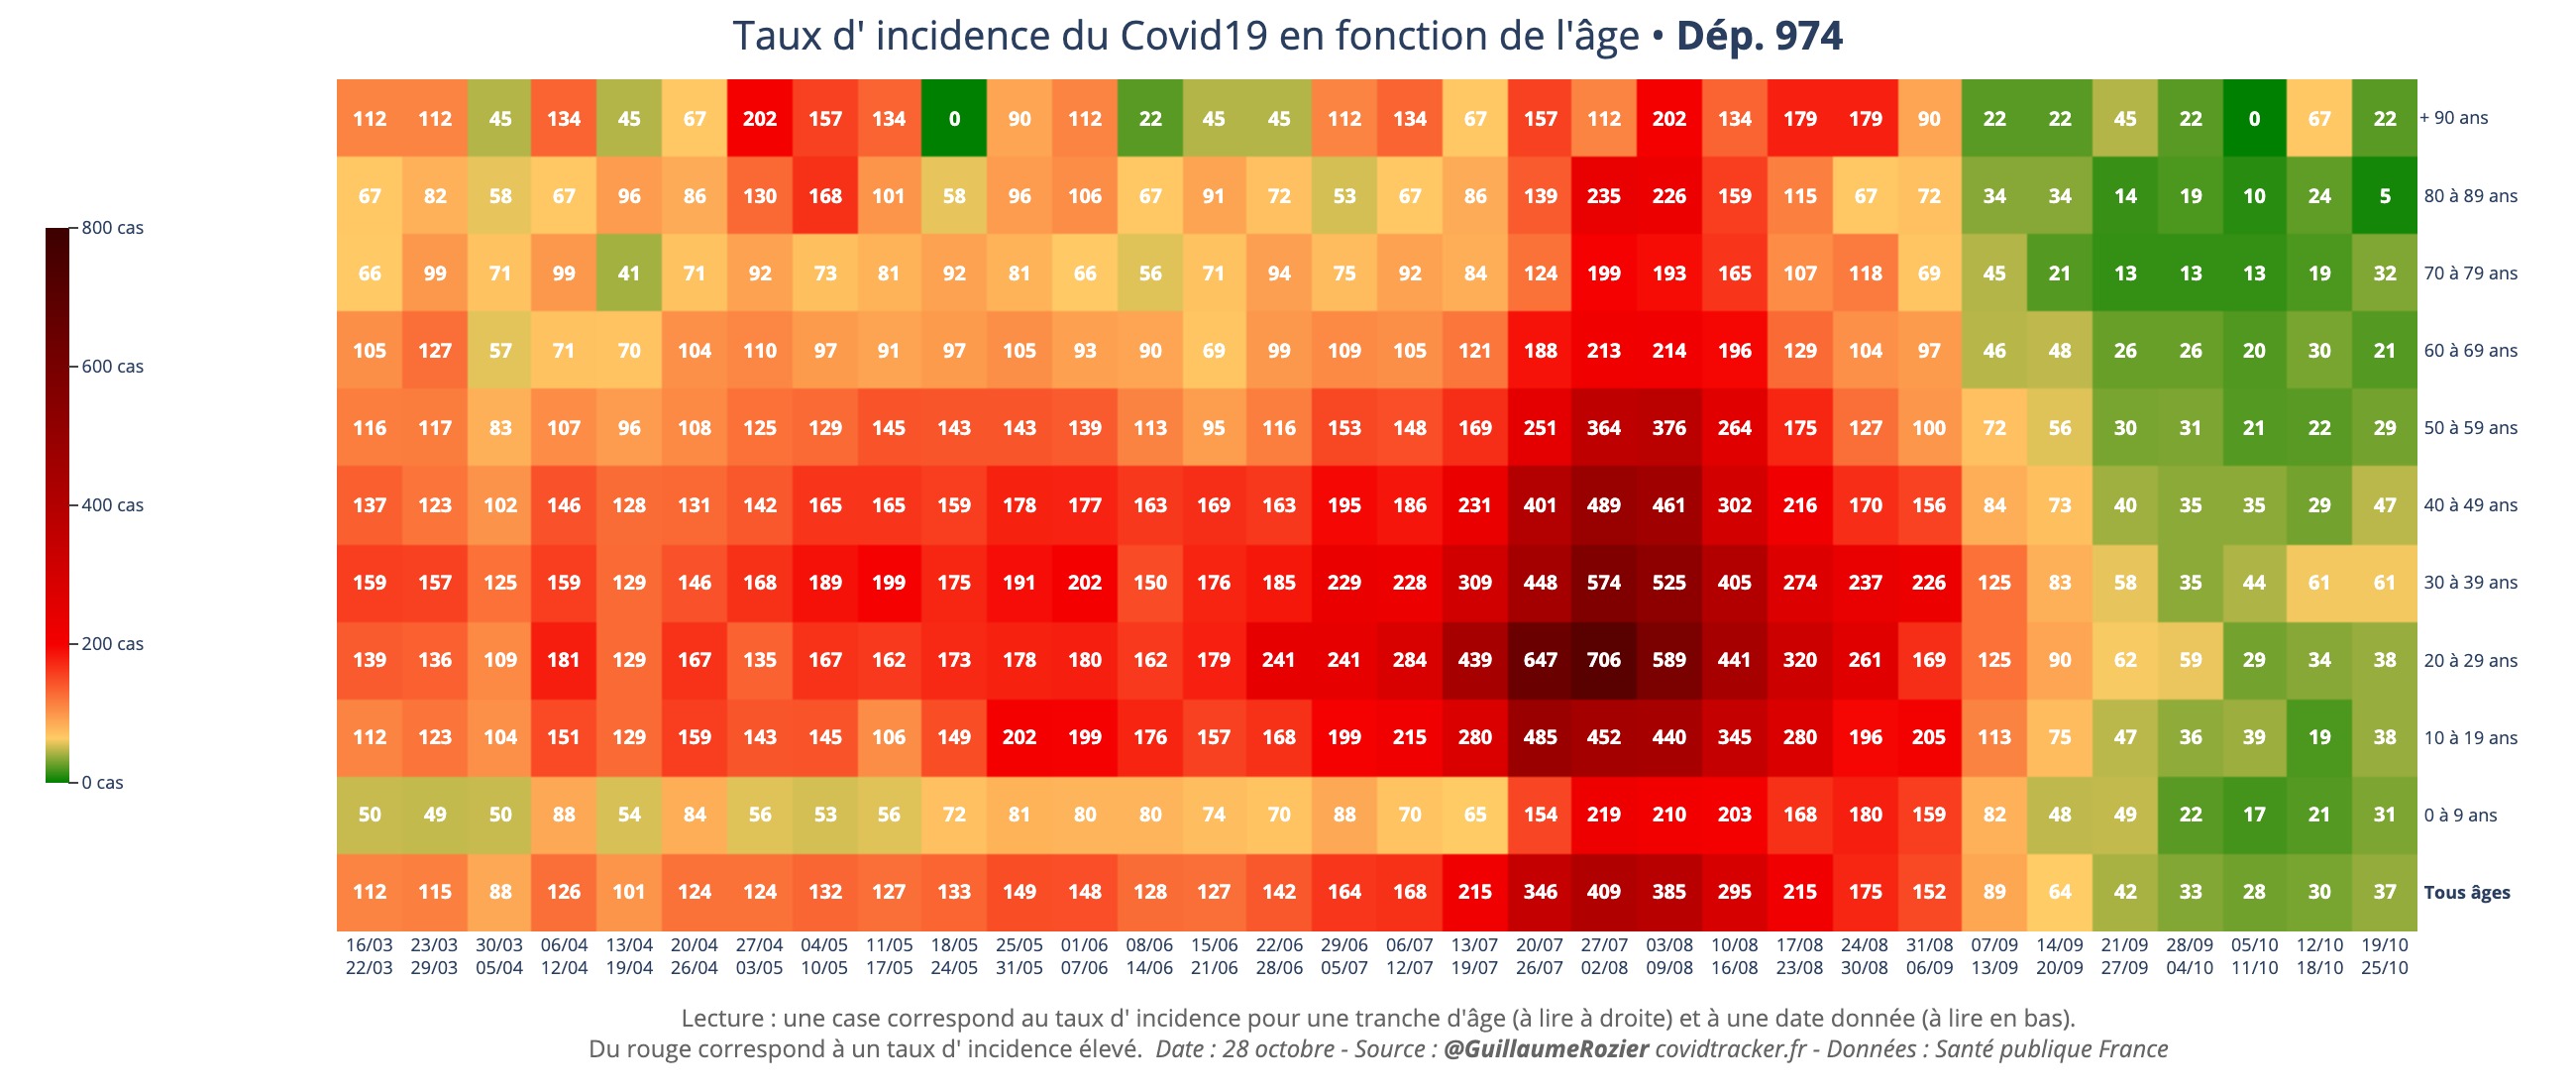 Taux d' incidence du Covid19 en fonction de l'âge • Dép. 974
800 cas
600 cas
400 cas
200 cas
0 cas
112 112 45 134 45 67 202 157 134 0 90 112 22 45 45 112 134 67 157 112 202 134 179 179 90 22 22 45 22 0 67 22 + 90 ans
67 82 58 67 96 86 130 168 101 58 96 106 67 91 72 53 67 86 139 235 226 159 115 67 72 34 34 14 19 10 24 5 80 à 89 ans
66 99 71 99 41 71 92 73 81 92 81 66 56 71 94 75 92 84 124 199 193 165 107 118 69 45 21 13 13 13 19 32 70 à 79 ans
105 127 57 71 70 104 110 97 91 97 105 93 90 69 99 109 105 121 188 213 214 196 129 104 97 46 48 26 26 20 30 21 60 à 69 ans
116 117 83 107 96 108 125 129 145 143 143 139 113 95 116 153 148 169 251 364 376 264 175 127 100 72 56 30 31 21 22 29 50 à 59 ans
137 123 102 146 128 131 142 165 165 159 178 177 163 169 163 195 186 231 401 489 461 302 216 170 156 84 73 40 35 35 29 47 40 à 49 ans
159 157 125 159 129 146 168 189 199 175 191 202 150 176 185 229 228 309 448 574 525 405 274 237 226 125 83 58 35 44 61 61 30 à 39 ans
139 136 109 181 129 167 135 167 162 173 178 180 162 179 241 241 284 439 647 706 589 441 320 261 169 125 90 62 59 29 34 38 20 à 29 ans
112 123 104 151 129 159 143 145 106 149 202 199 176 157 168 199 215 280 485 452 440 345 280 196 205 113 75 47 36 39 19 38 10 à 19 ans
50 49 50 88 54 84 56 53 56 72 81 80 80 74 70 88 70 65 154 219 210 203 168 180 159 82 48 49 22 17 21 31 0 à 9 ans
112 115 88 126 101 124 124 132 127 133 149 148 128 127 142 164 168 215 346 409 385 295 215 175 152 89 64 42 33 28 30 37 Tous âges
16/03 23/03 30/03 06/04 13/04 20/04 27/04 04/05 11/05 18/05 25/05 01/06 08/06 15/06 22/06 29/06 06/07 13/07 20/07 27/07 03/08 10/08 17/08 24/08 31/08 07/09 14/09 21/09 28/09 05/10 12/10 19/10
22/03 29/03 05/04 12/04 19/04 26/04 03/05 10/05 17/05 24/05 31/05 07/06 14/06 21/06 28/06 05/07 12/07 19/07 26/07 02/08 09/08 16/08 23/08 30/08 06/09 13/09 20/09 27/09 04/10 11/10 18/10 25/10
Lecture : une case correspond au taux d' incidence pour une tranche d'âge (à lire à droite) et à une date donnée (à lire en bas).
Du rouge correspond à un taux d' incidence élevé. Date : 28 octobre - Source : @GuillaumeRozier covidtracker.fr - Données : Santé publique France